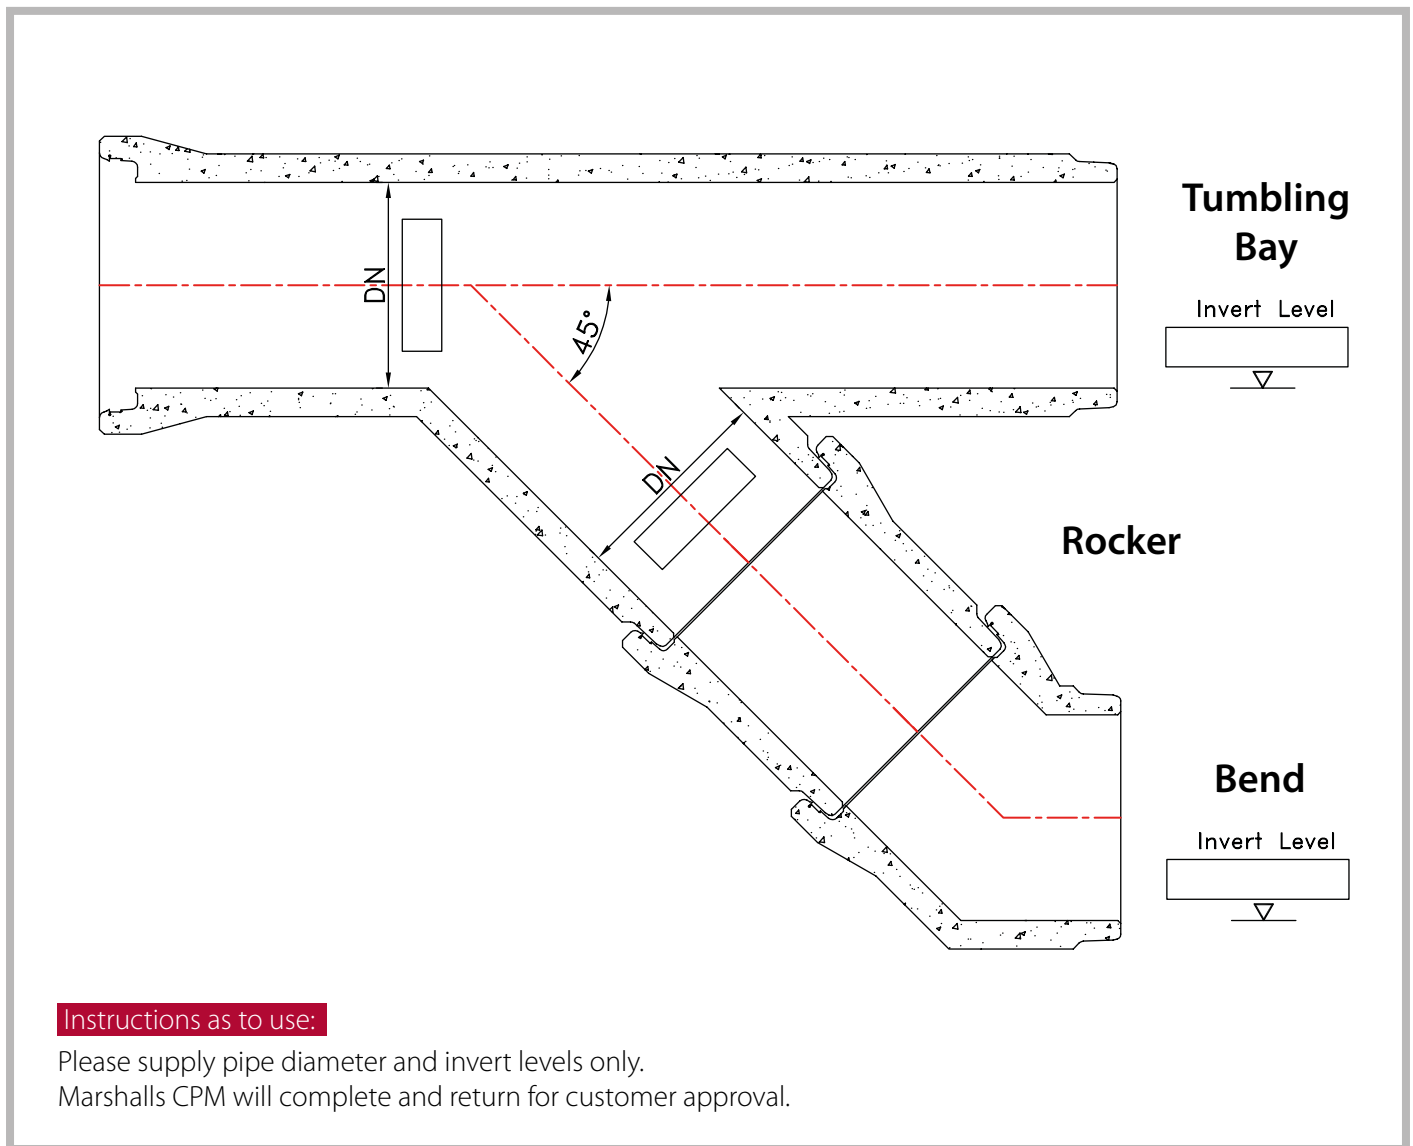 Tumbling
Bay
Invert Level
DN
45°
DN
Rocker
Bend
Invert Level
Instructions as to use:
Please supply pipe diameter and invert levels only.
Marshalls CPM will complete and return for customer approval.